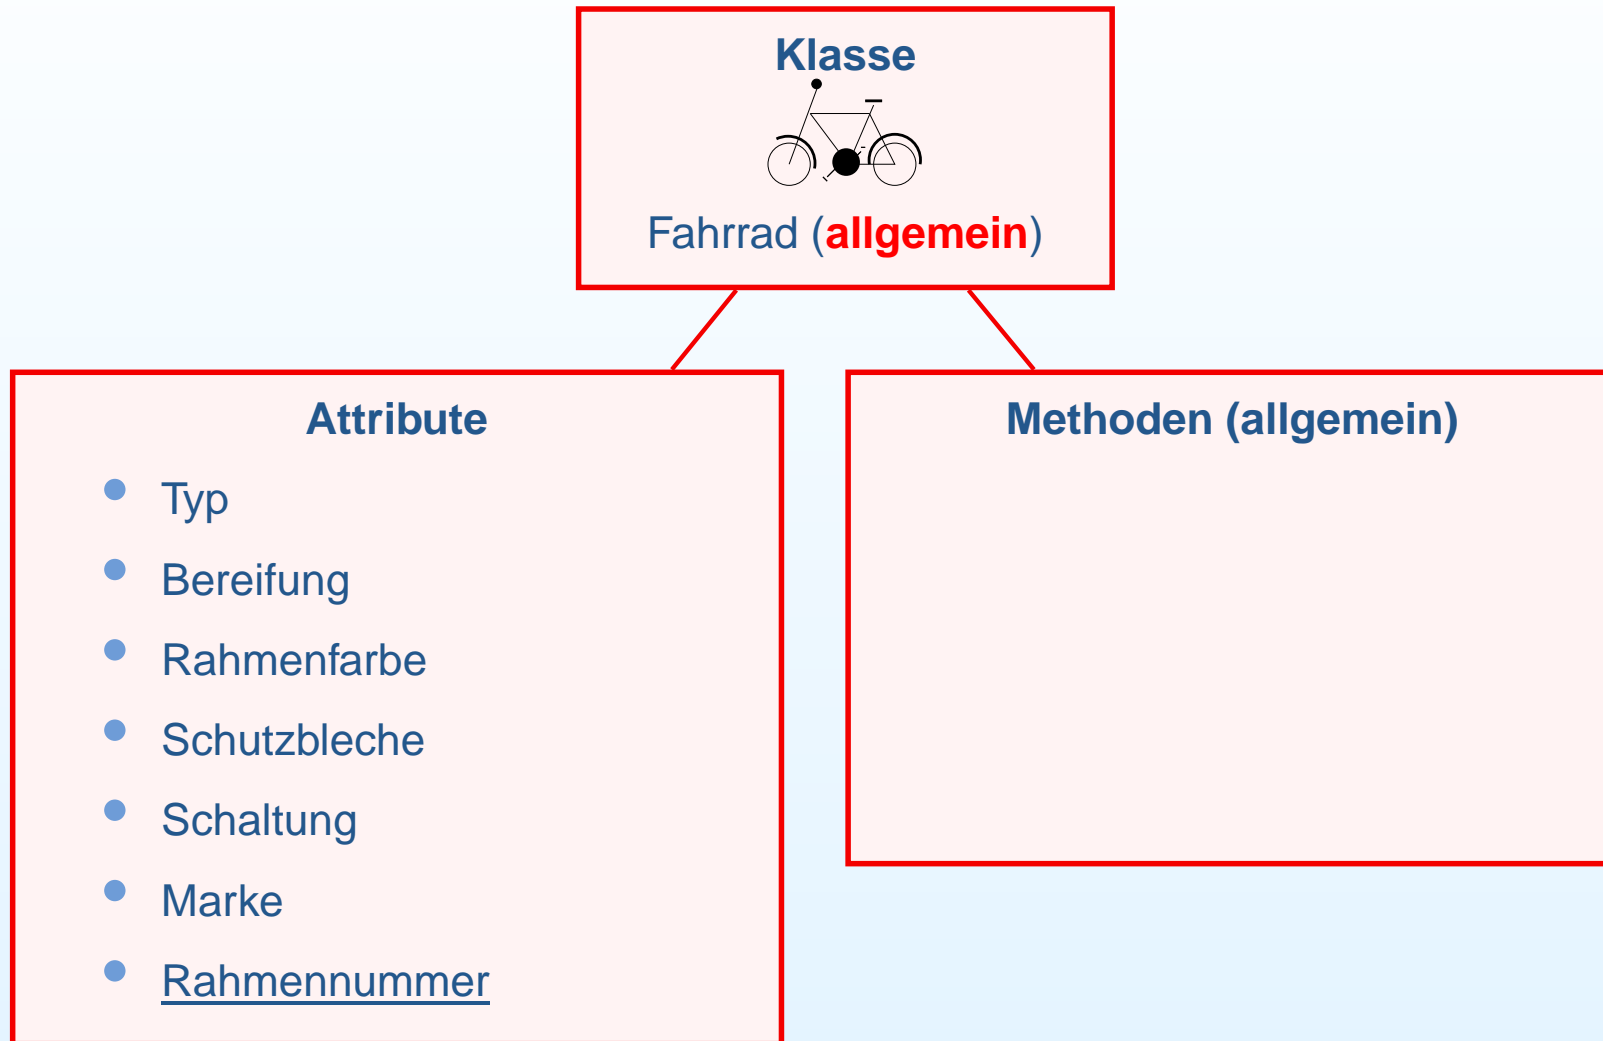 Klasse
Fahrrad (allgemein)
Attribute
Typ
Bereifung
Rahmenfarbe
Schutzbleche
Schaltung
Marke
Rahmennummer
Methoden (allgemein)